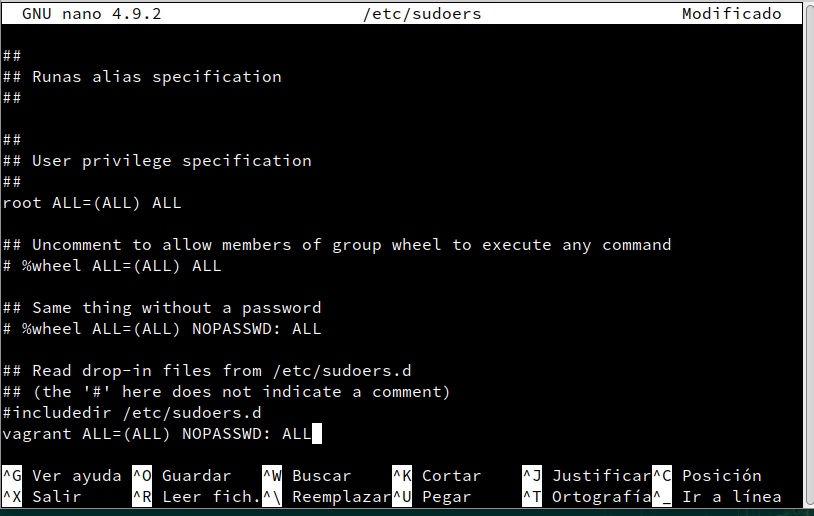 GNU nano 4.9.2 /etc/sudoers Modificado
##
## Runas alias specification
##
##
## User privilege specification
##
root ALL=(ALL) ALL
## Uncomment to allow members of group wheel to execute any command
# %wheel ALL=(ALL) ALL
## Same thing without a password
# %wheel ALL=(ALL) NOPASSWD: ALL
## Read drop-in files from /etc/sudoers.d
## (the '#' here does not indicate a comment)
#includedir /etc/sudoers.d
vagrant ALL=(ALL) NOPASSWD: ALL
^G Ver ayuda ^O Guardar ^W Buscar ^K Cortar ^J Justificar ^C Posición
^X Salir ^R Leer fich. ^\ Reemplazar ^U Pegar ^T Ortografía ^_ Ir a línea